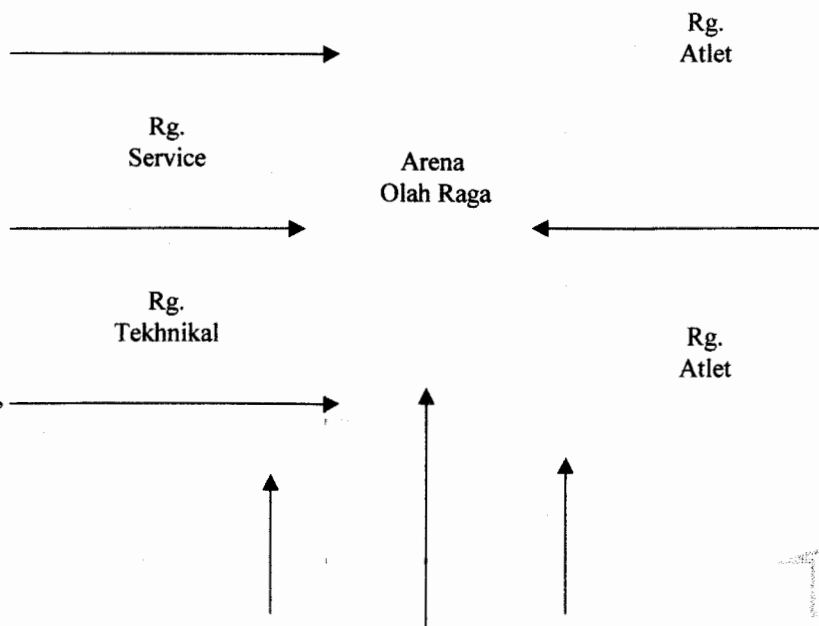 Rg.
Atlet
Rg.
Service
Arena
Olah Raga
Rg.
Tekhnikal
Rg.
Atlet